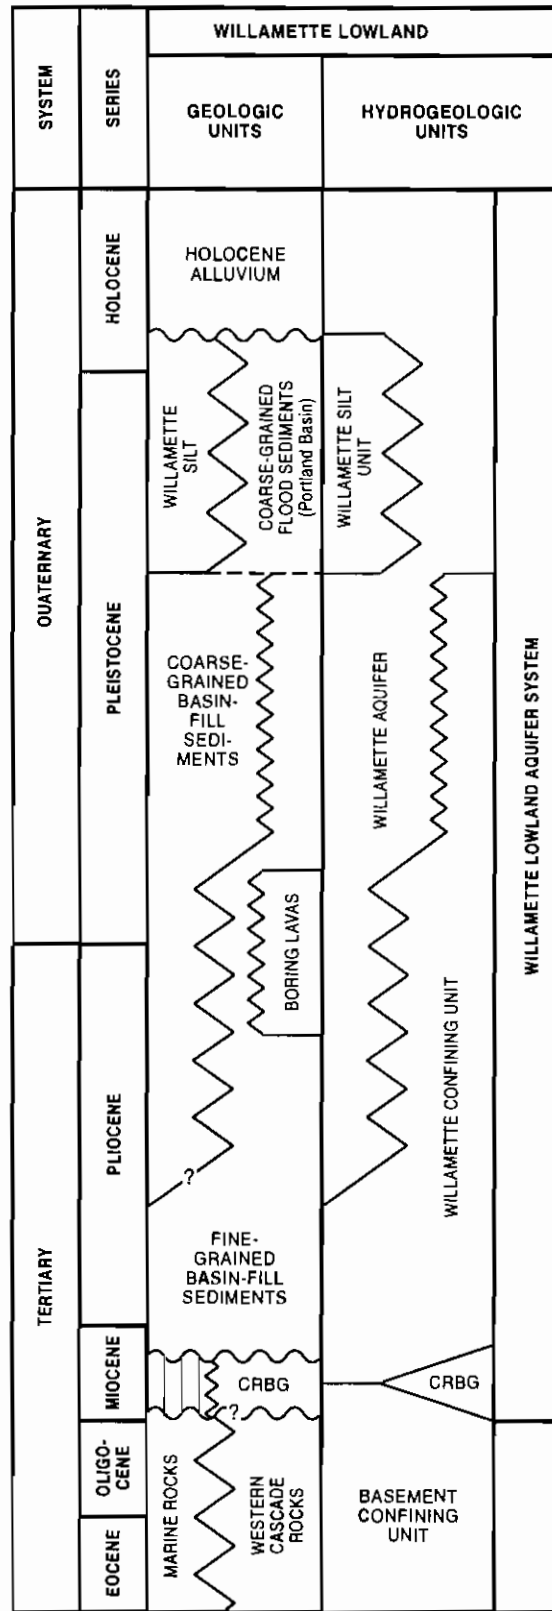 WILLAMETTE LOWLAND
SYSTEM
SERIES
GEOLOGIC
UNITS
HYDROGEOLOGIC
UNITS
QUATERNARY
HOLOCENE
HOLOCENE
ALLUVIUM
PLEISTOCENE
WILLAMETTE
SILT
COARSE-GRAINED
FLOOD SEDIMENTS
(Portland Basin)
WILLAMETTE SILT
UNIT
COARSE-
GRAINED
BASIN-
FILL
SEDI-
MENTS
WILLAMETTE AQUIFER
WILLAMETTE LOWLAND AQUIFER SYSTEM
BORING LAVAS
WILLAMETTE CONFINING UNIT
TERTIARY
PLIOCENE
?
FINE-
GRAINED
BASIN-FILL
SEDIMENTS
MIOCENE
CRBG
?
CRBG
OLIGO-
CENE
EOCENE
MARINE ROCKS
WESTERN
CASCADE
ROCKS
BASEMENT
CONFINING
UNIT